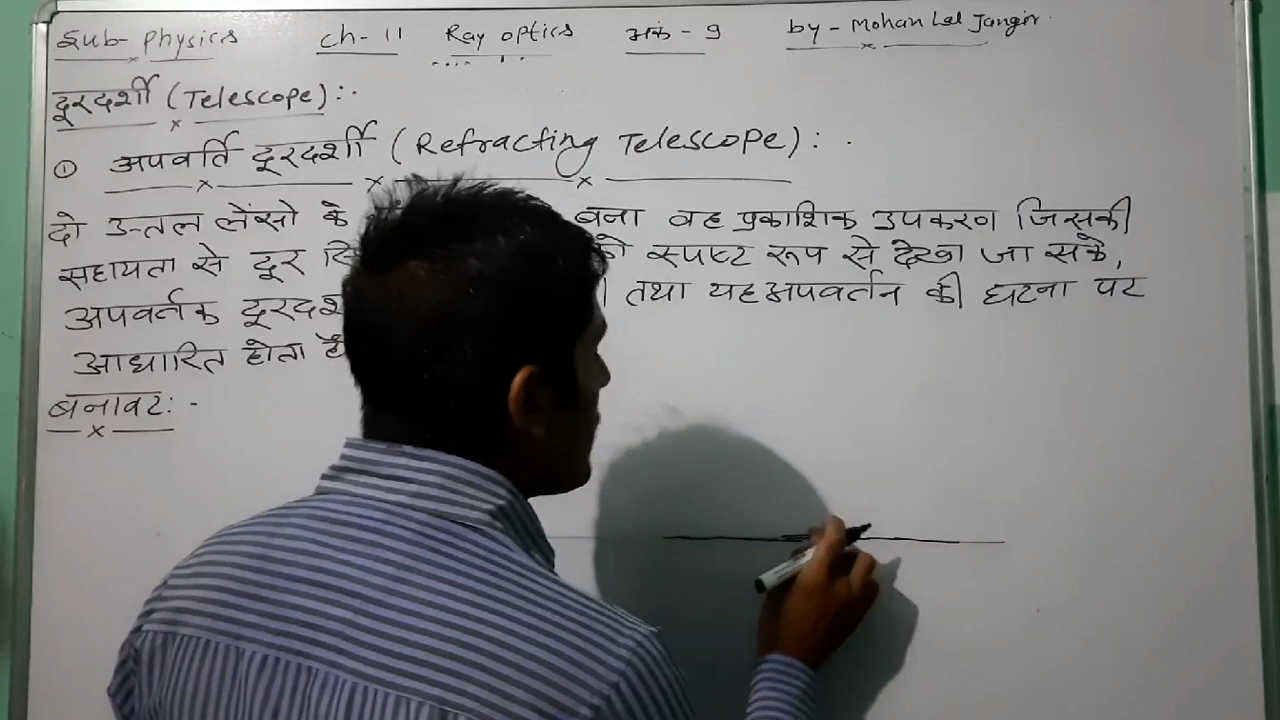 Sub- Physics ch- 11 Ray optics अंक - 9 by - Mohan Lal Jangir
दूरदर्शी (Telescope):-
① अपवर्ति दूरदर्शी (Refracting Telescope):-
दो उन्तल लेंसो के बना वह प्रकाशिक उपकरण जिसकी
सहायता से दूर को स्पष्ट रूप से देखा जा सके,
अपवर्तक तथा यह अपवर्तन की घटना पर
आधारित होता है
बनावट:-